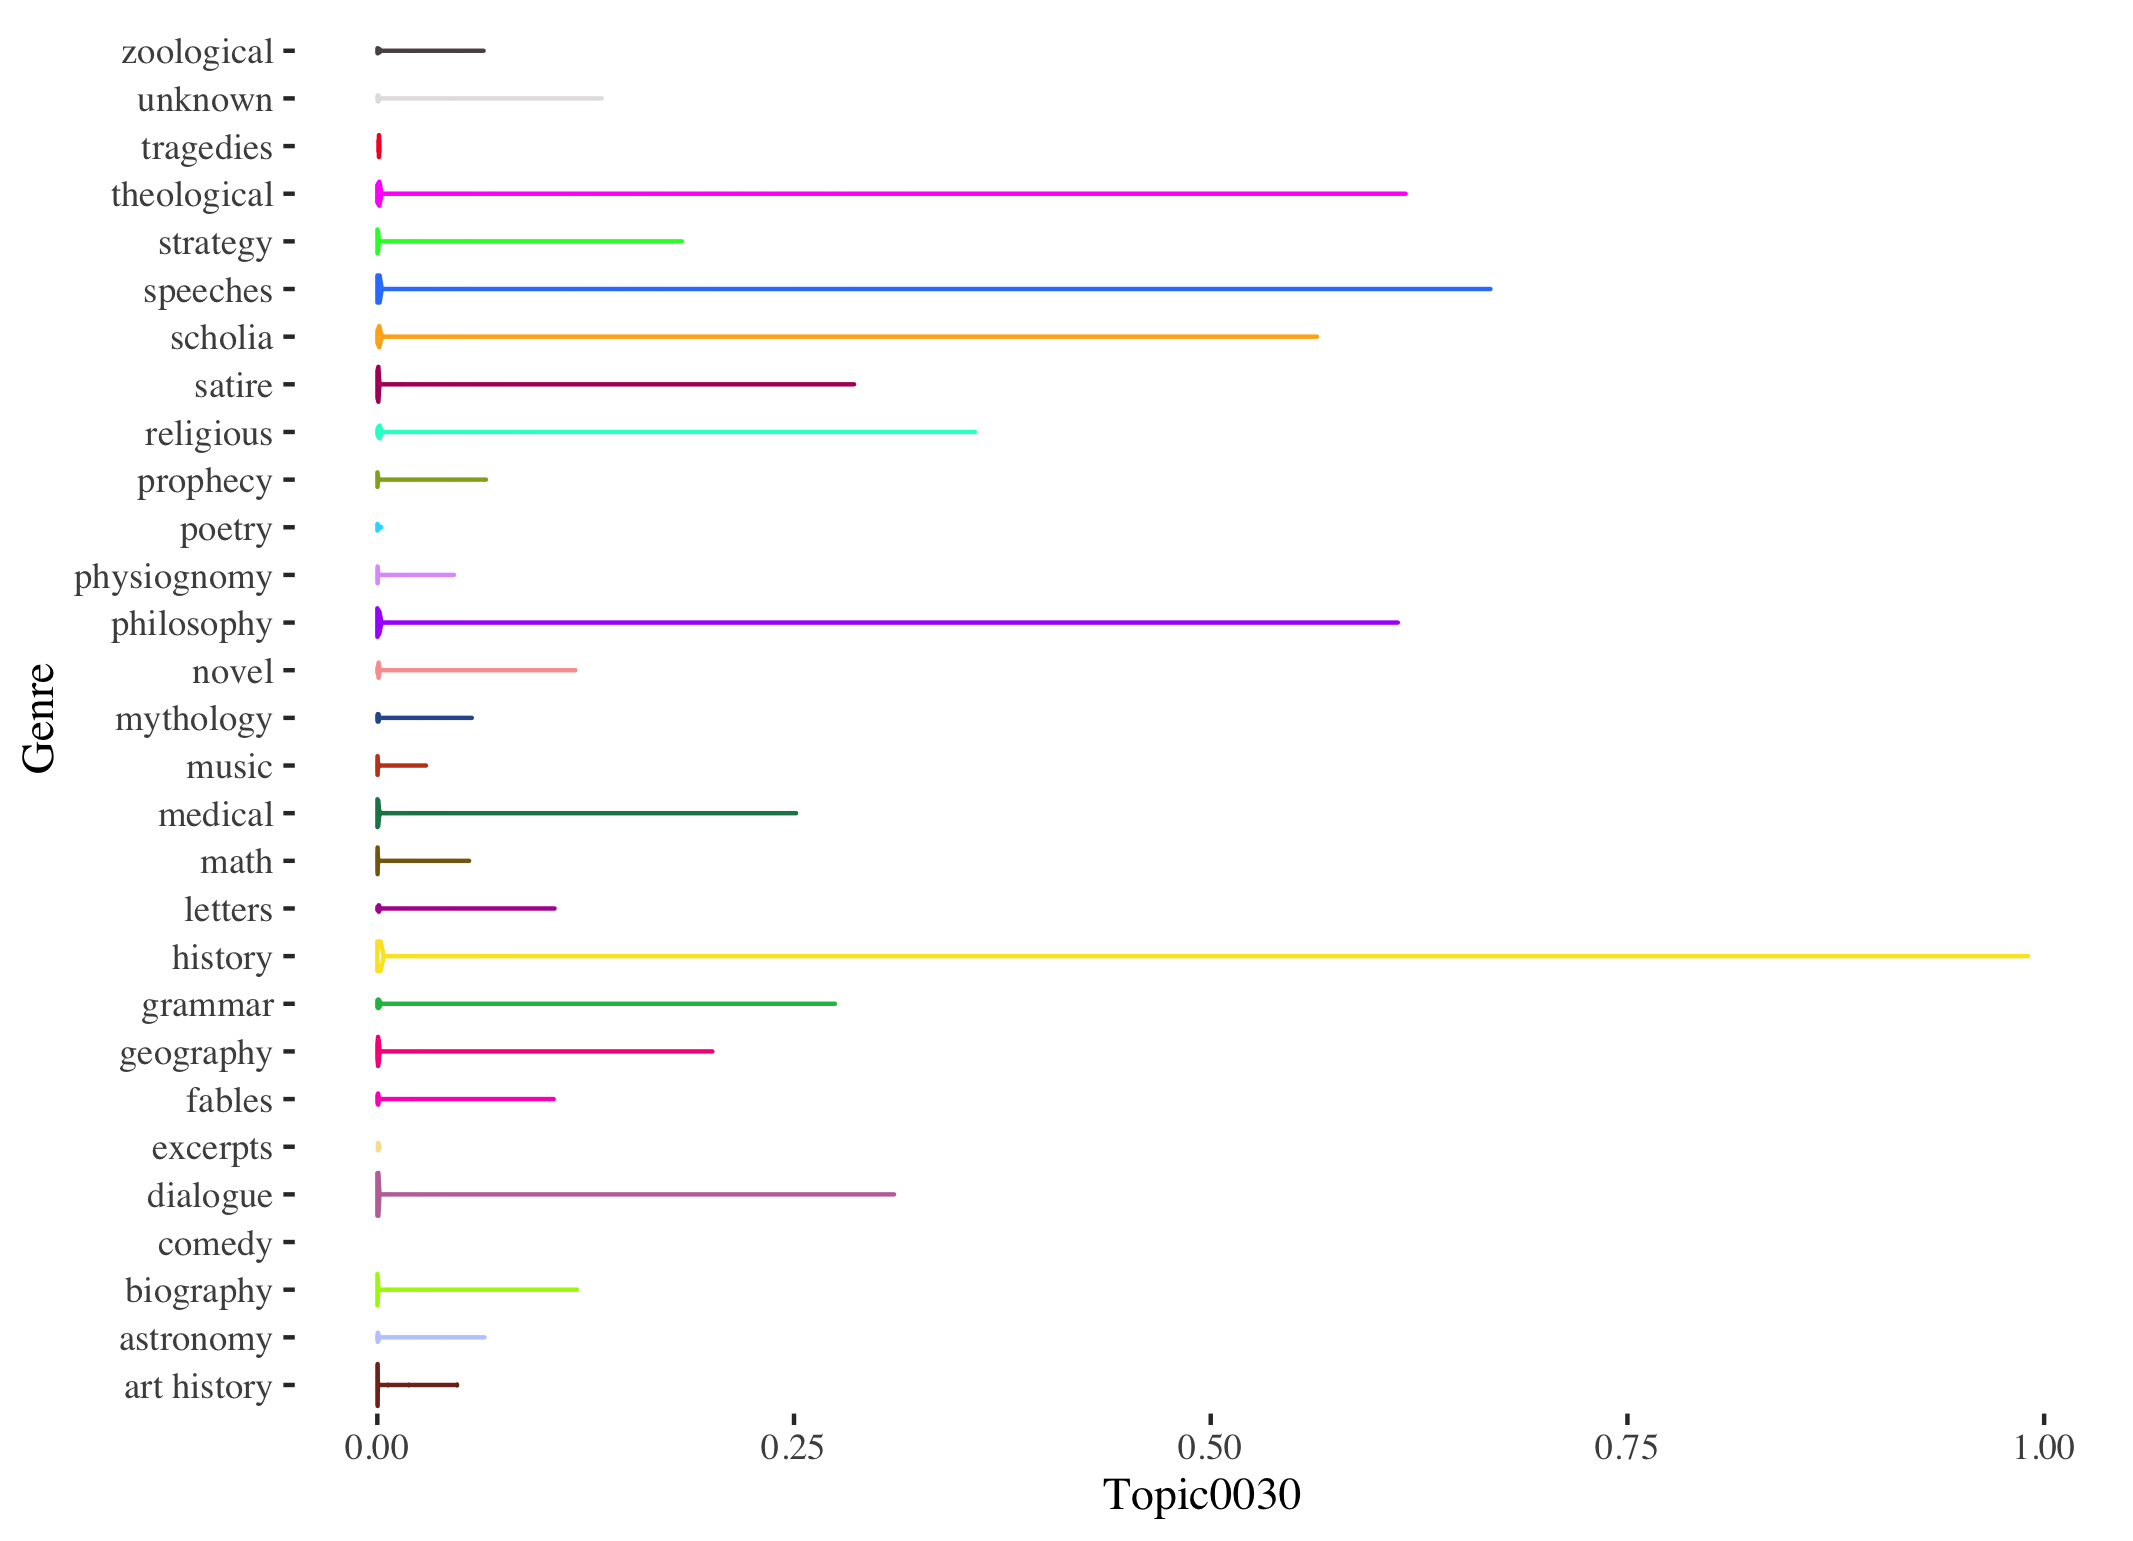 zoological
unknown
tragedies
theological
strategy
speeches
scholia
satire
religious
prophecy
poetry
physiognomy
philosophy
novel
mythology
music
medical
math
letters
history
grammar
geography
fables
excerpts
dialogue
comedy
biography
astronomy
art history
Genre
0.00 0.25 0.50 0.75 1.00
Topic0030